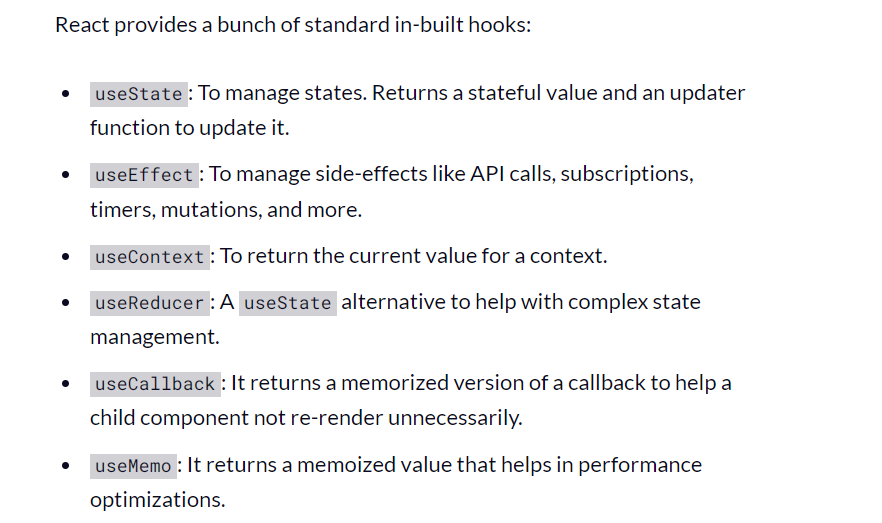 React provides a bunch of standard in-built hooks:
• useState: To manage states. Returns a stateful value and an updater
function to update it.
• useEffect: To manage side-effects like API calls, subscriptions,
timers, mutations, and more.
• useContext: To return the current value for a context.
• useReducer: A useState alternative to help with complex state
management.
• useCallback: It returns a memorized version of a callback to help a
child component not re-render unnecessarily.
• useMemo: It returns a memoized value that helps in performance
optimizations.